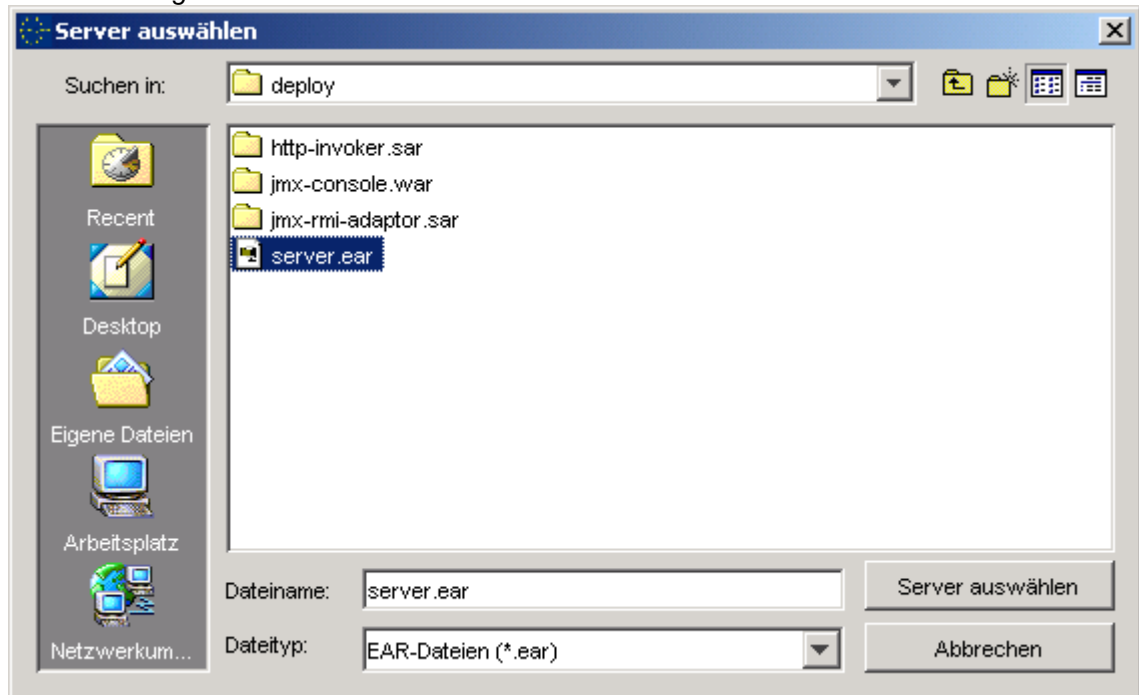 Server auswählen
Suchen in:
deploy
http-invoker.sar
jmx-console.war
jmx-rmi-adaptor.sar
server.ear
Recent
Desktop
Eigene Dateien
Arbeitsplatz
Netzwerkum...
Dateiname:
server.ear
Server auswählen
Dateityp:
EAR-Dateien (*.ear)
Abbrechen